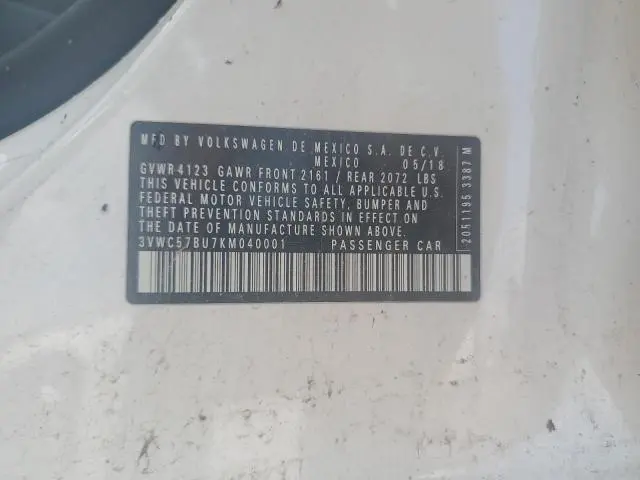 MFD BY VOLKSWAGEN DE MEXICO S.A. DE C.V.
MEXICO 05/18
GVWR 4123 GAWR FRONT 2161 / REAR 2072 LBS
THIS VEHICLE CONFORMS TO ALL APPLICABLE U.S.
FEDERAL MOTOR VEHICLE SAFETY, BUMPER AND
THEFT PREVENTION STANDARDS IN EFFECT ON
THE DATE OF MANUFACTURE SHOWN ABOVE.
3VWC57BU7KM040001 PASSENGER CAR
2051195 3387 M